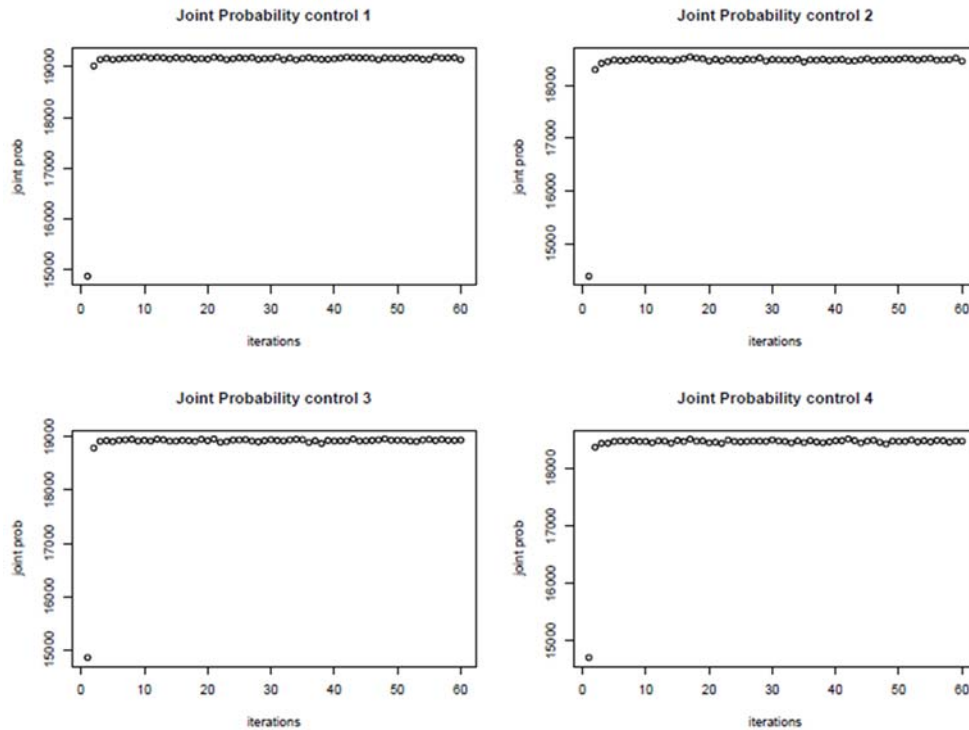 Joint Probability control 1
joint prob
15000 16000 17000 18000 19000
0 10 20 30 40 50 60
iterations
Joint Probability control 2
joint prob
15000 16000 17000 18000
0 10 20 30 40 50 60
iterations
Joint Probability control 3
joint prob
15000 16000 17000 18000 19000
0 10 20 30 40 50 60
iterations
Joint Probability control 4
joint prob
15000 16000 17000 18000
0 10 20 30 40 50 60
iterations